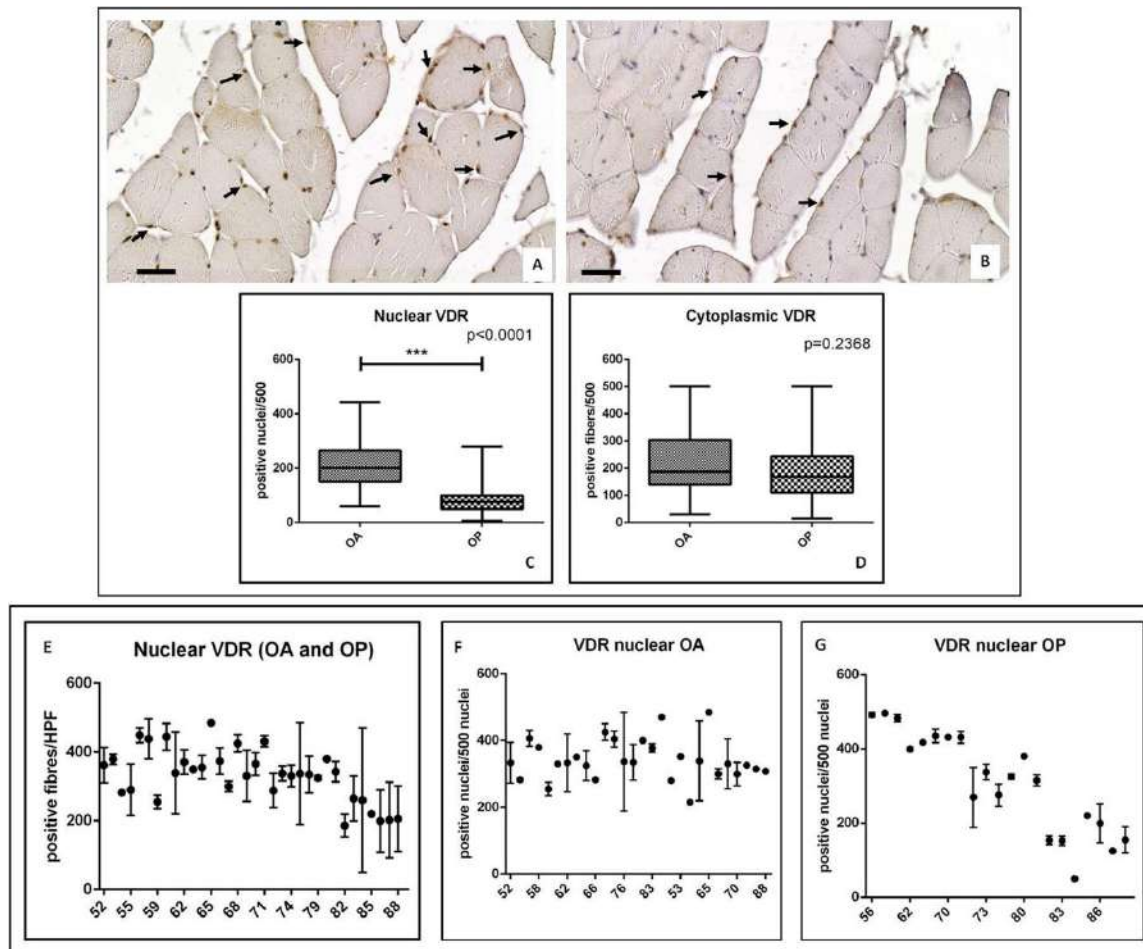 A
B
Nuclear VDR
p<0.0001
***
positive nuclei/500
600
400
200
0
OA
OP
C
Cytoplasmic VDR
p=0.2368
positive fibers/500
600
500
400
300
200
100
0
OA
OP
D
E
Nuclear VDR (OA and OP)
positive fibres/HPF
600
400
200
0
52 55 59 62 65 68 71 74 79 82 85 88
F
VDR nuclear OA
positive nuclei/500 nuclei
600
400
200
0
52 58 62 66 76 83 53 65 70 88
G
VDR nuclear OP
positive nuclei/500 nuclei
600
400
200
0
56 62 70 73 80 83 86